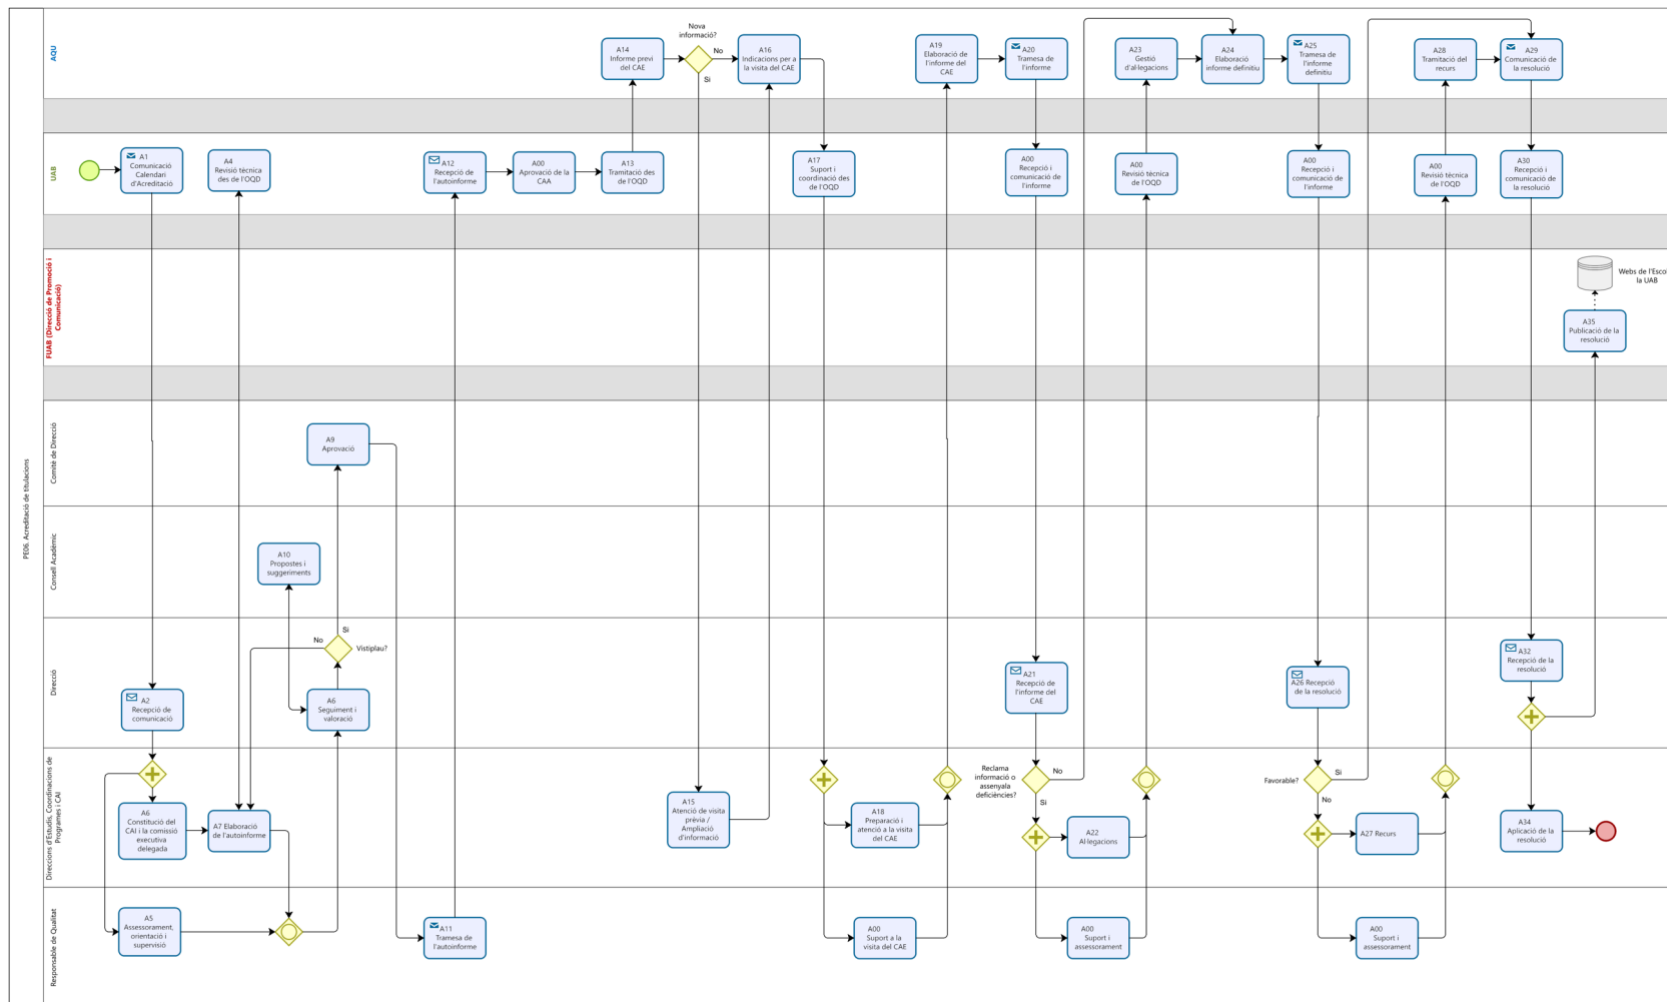 PE06. Acreditació de titulacions
AQU
Nova
informació?
No
Si
A14
Informe previ
del CAE
A16
Indicacions per a
la visita del CAE
A19
Elaboració de
l'informe del
CAE
A20
Tramesa de
l'informe
A23
Gestió
d'al·legacions
A24
Elaboració
informe definitiu
A25
Tramesa de
l'informe
definitiu
A28
Tramitació del
recurs
A29
Comunicació de
la resolució
UAB
A1
Comunicació
Calendari
d'Acreditació
A4
Revisió tècnica
des de l'OQD
A12
Recepció de
l'autoinforme
A00
Aprovació de la
CAA
A13
Tramitació des
de l'OQD
A17
Suport i
coordinació des
de l'OQD
A00
Recepció i
comunicació de
l'informe
A00
Revisió tècnica
de l'OQD
A00
Recepció i
comunicació de
l'informe
A00
Revisió tècnica
de l'OQD
A30
Recepció i
comunicació de
la resolució
FUAB (Direcció de Promoció i
Comunicació)
Webs de l'Escol
la UAB
A35
Publicació de la
resolució
Comitè de Direcció
A9
Aprovació
Consell Acadèmic
A10
Propostes i
suggeriments
Direcció
Si
No
Vistiplau?
A2
Recepció de
comunicació
A6
Seguiment i
valoració
A21
Recepció de
l'informe del
CAE
A26 Recepció
de la resolució
A32
Recepció de la
resolució
Direccions d'Estudis, Coordinacions de
Programes i CAI
A6
Constitució del
CAI i la comissió
executiva
delegada
A7 Elaboració
de l'autoinforme
A15
Atenció de visita
prèvia /
Ampliació
d'informació
A18
Preparació i
atenció a la visita
del CAE
Reclama
informació o
assenyala
deficiències?
No
Si
A22
Al·legacions
Favorable?
Si
No
A27 Recurs
A34
Aplicació de la
resolució
Responsable de Qualitat
A5
Assessorament,
orientació i
supervisió
A11
Tramesa de
l'autoinforme
A00
Suport a la
visita del CAE
A00
Suport i
assessorament
A00
Suport i
assessorament